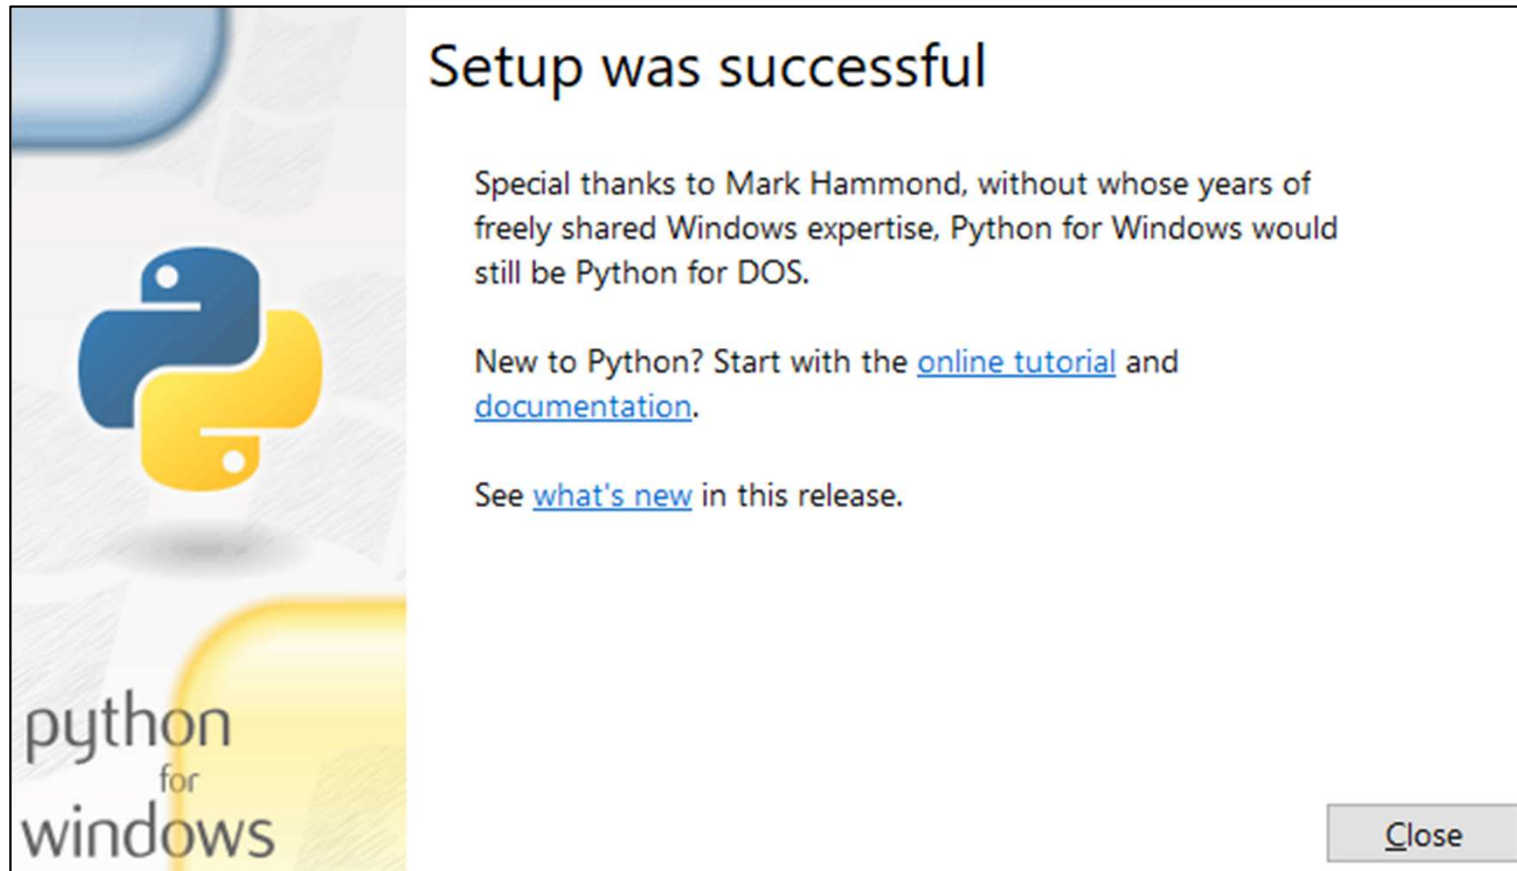 Setup was successful
Special thanks to Mark Hammond, without whose years of
freely shared Windows expertise, Python for Windows would
still be Python for DOS.
New to Python? Start with the online tutorial and
documentation.
See what's new in this release.
python
for
windows
Close